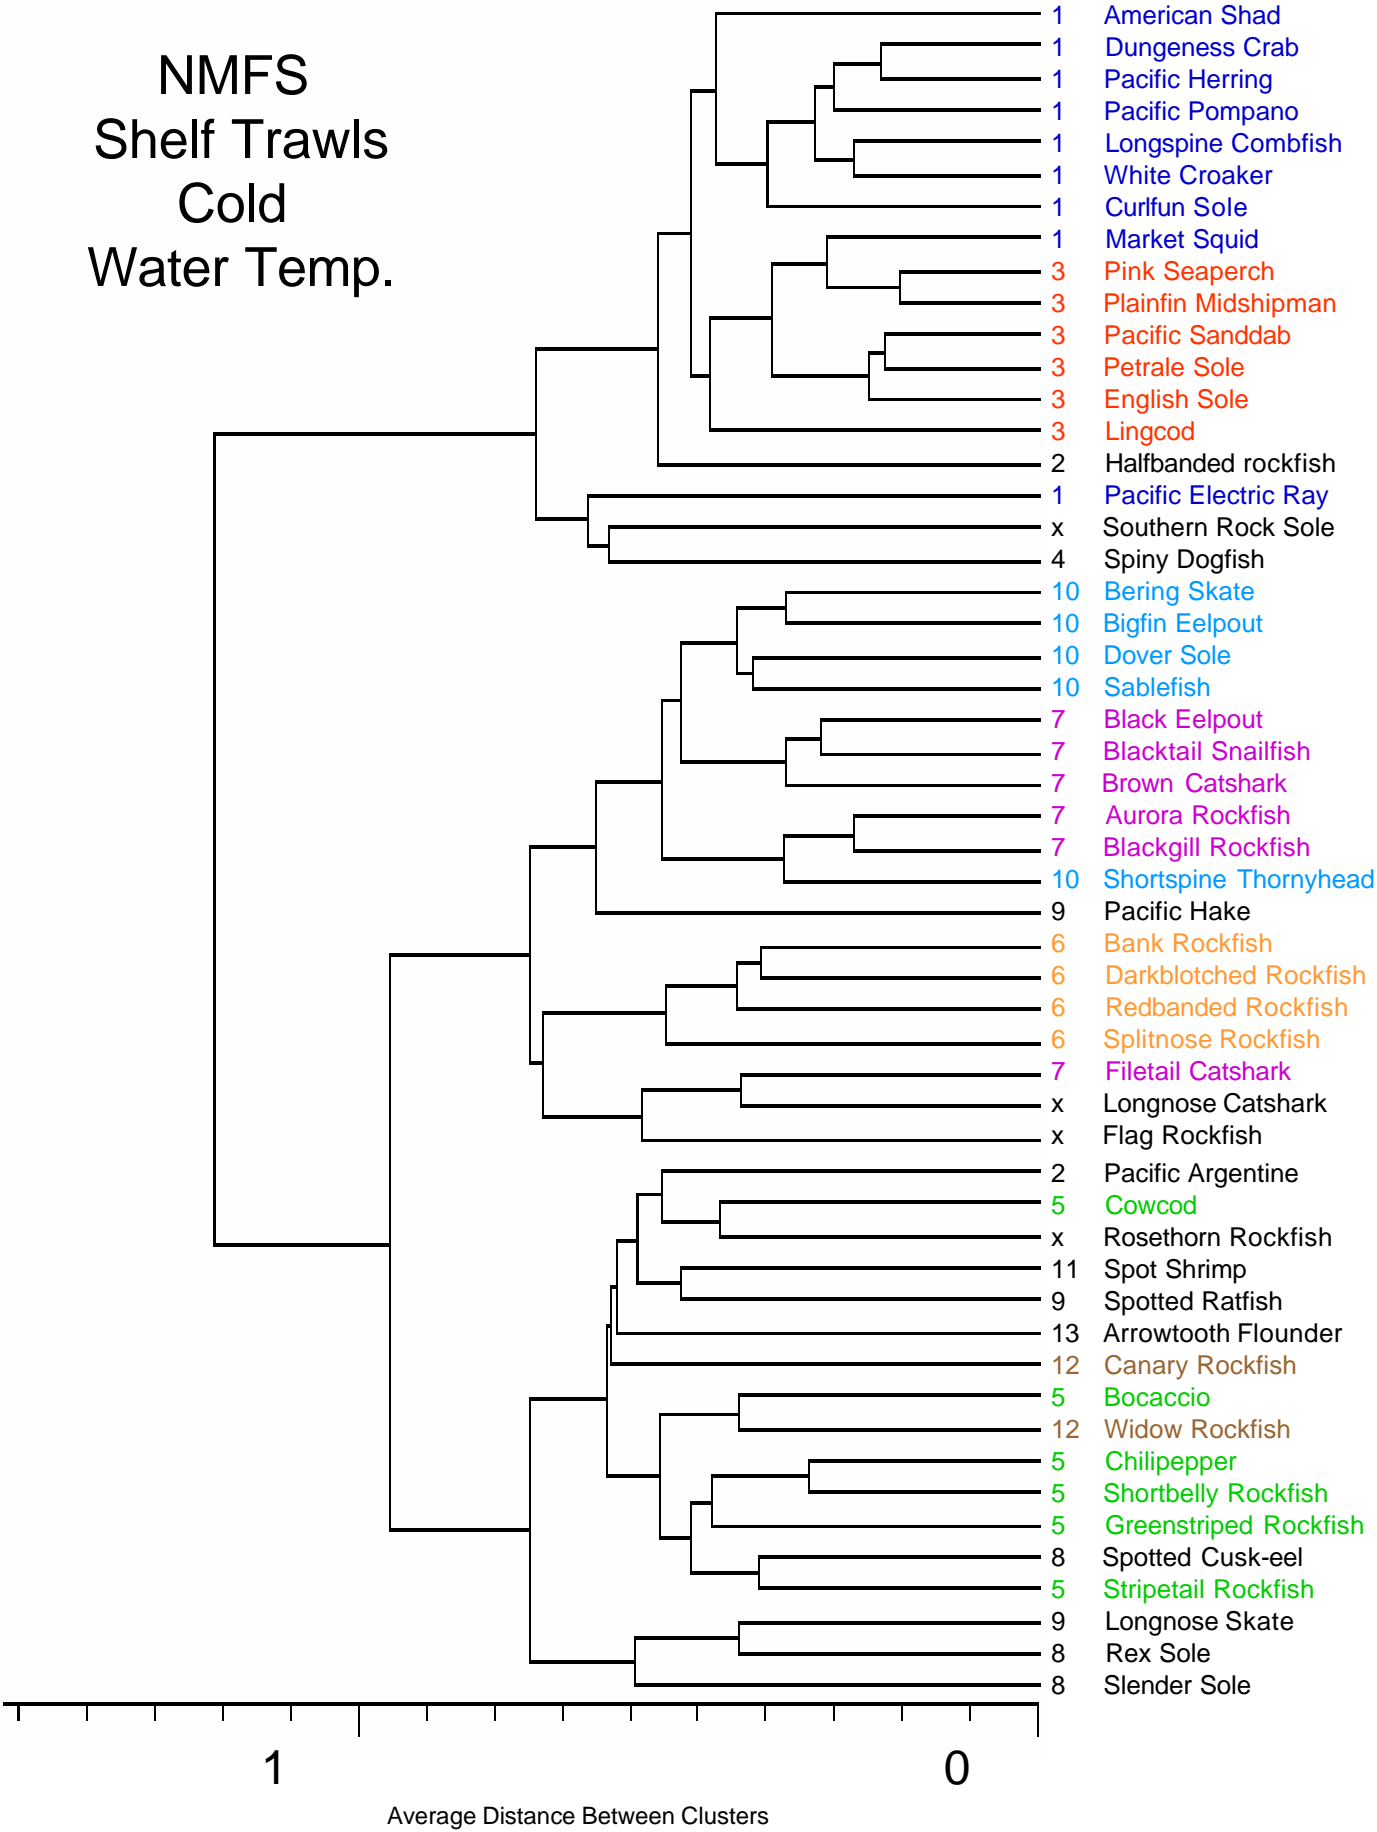 NMFS
Shelf Trawls
Cold
Water Temp.
1 American Shad
1 Dungeness Crab
1 Pacific Herring
1 Pacific Pompano
1 Longspine Combfish
1 White Croaker
1 Curlfun Sole
1 Market Squid
3 Pink Seaperch
3 Plainfin Midshipman
3 Pacific Sanddab
3 Petrale Sole
3 English Sole
3 Lingcod
2 Halfbanded rockfish
1 Pacific Electric Ray
x Southern Rock Sole
4 Spiny Dogfish
10 Bering Skate
10 Bigfin Eelpout
10 Dover Sole
10 Sablefish
7 Black Eelpout
7 Blacktail Snailfish
7 Brown Catshark
7 Aurora Rockfish
7 Blackgill Rockfish
10 Shortspine Thornyhead
9 Pacific Hake
6 Bank Rockfish
6 Darkblotched Rockfish
6 Redbanded Rockfish
6 Splitnose Rockfish
7 Filetail Catshark
x Longnose Catshark
x Flag Rockfish
2 Pacific Argentine
5 Cowcod
x Rosethorn Rockfish
11 Spot Shrimp
9 Spotted Ratfish
13 Arrowtooth Flounder
12 Canary Rockfish
5 Bocaccio
12 Widow Rockfish
5 Chilipepper
5 Shortbelly Rockfish
5 Greenstriped Rockfish
8 Spotted Cusk-eel
5 Stripetail Rockfish
9 Longnose Skate
8 Rex Sole
8 Slender Sole
1 0
Average Distance Between Clusters